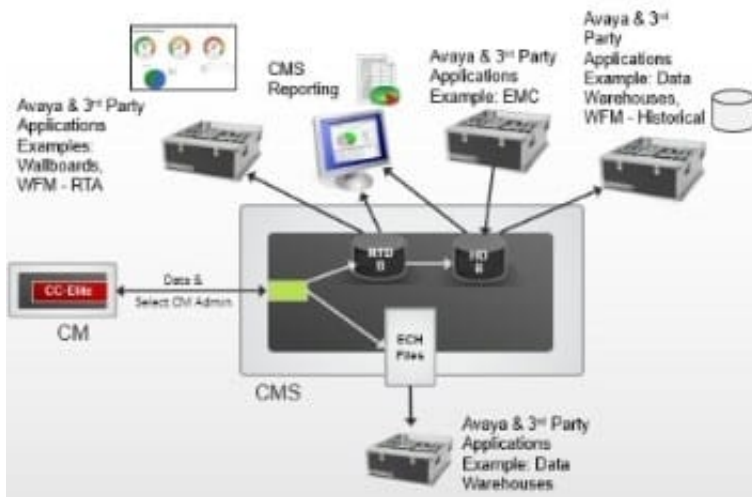 Avaya & 3rd Party
Applications
Examples:
Wallboards,
WFM - RTA
CMS
Reporting
Avaya & 3rd Party
Applications
Example: EMC
Avaya & 3rd
Party
Applications
Example: Data
Warehouses,
WFM - Historical
CC-Elite
CM
Data &
Select CM Admin
RTD
B
HD
B
ECH
Files
CMS
Avaya & 3rd Party
Applications
Example: Data
Warehouses